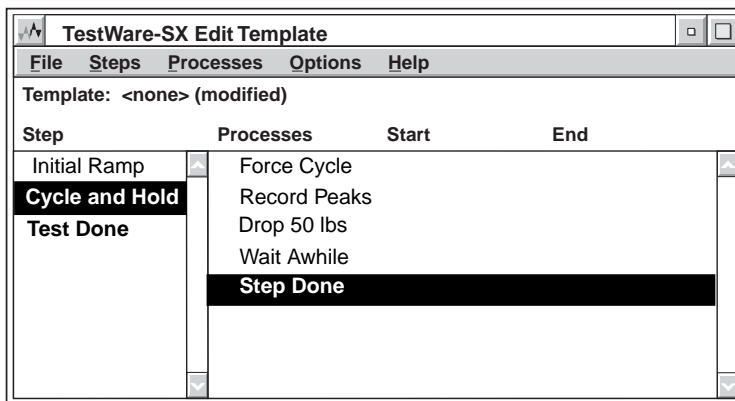 TestWare-SX Edit Template
File Steps Processes Options Help
Template: <none> (modified)
Step Processes Start End
Initial Ramp Force Cycle
Cycle and Hold Record Peaks
Test Done Drop 50 lbs
Wait Awhile
Step Done